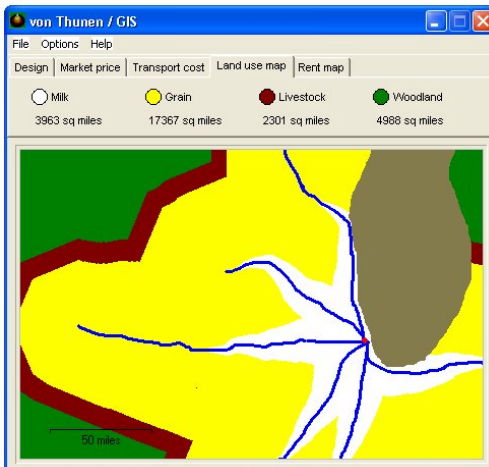 von Thunen / GIS
File Options Help
Design Market price Transport cost Land use map Rent map
Milk Grain Livestock Woodland
3963 sq miles 17367 sq miles 2301 sq miles 4988 sq miles
50 miles